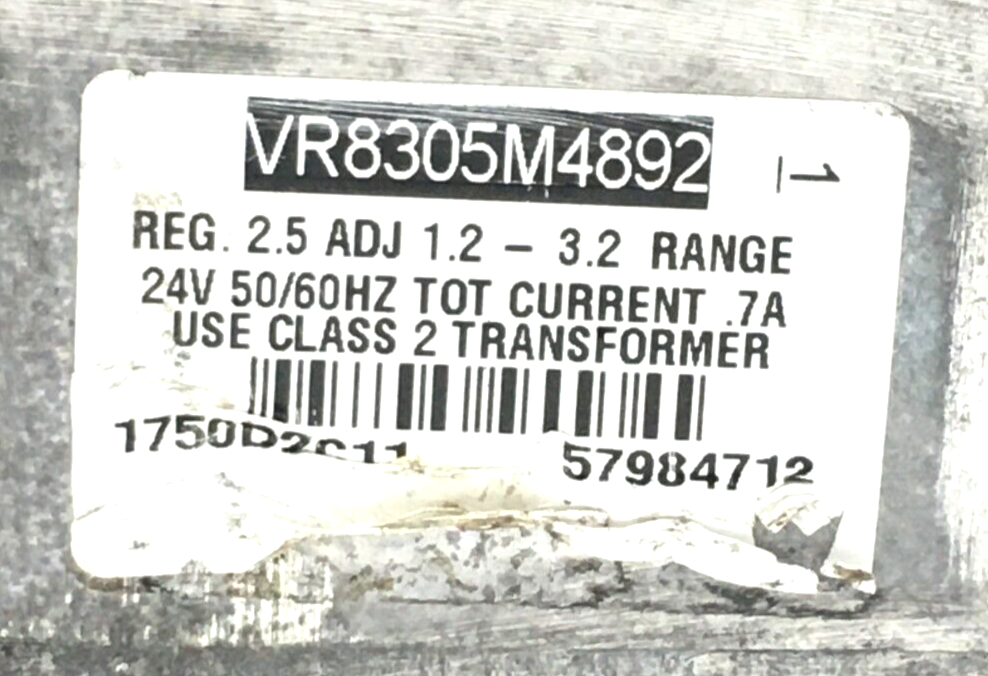 VR8305M4892
1
REG. 2.5 ADJ 1.2 – 3.2 RANGE
24V 50/60HZ TOT CURRENT .7A
USE CLASS 2 TRANSFORMER
57984712